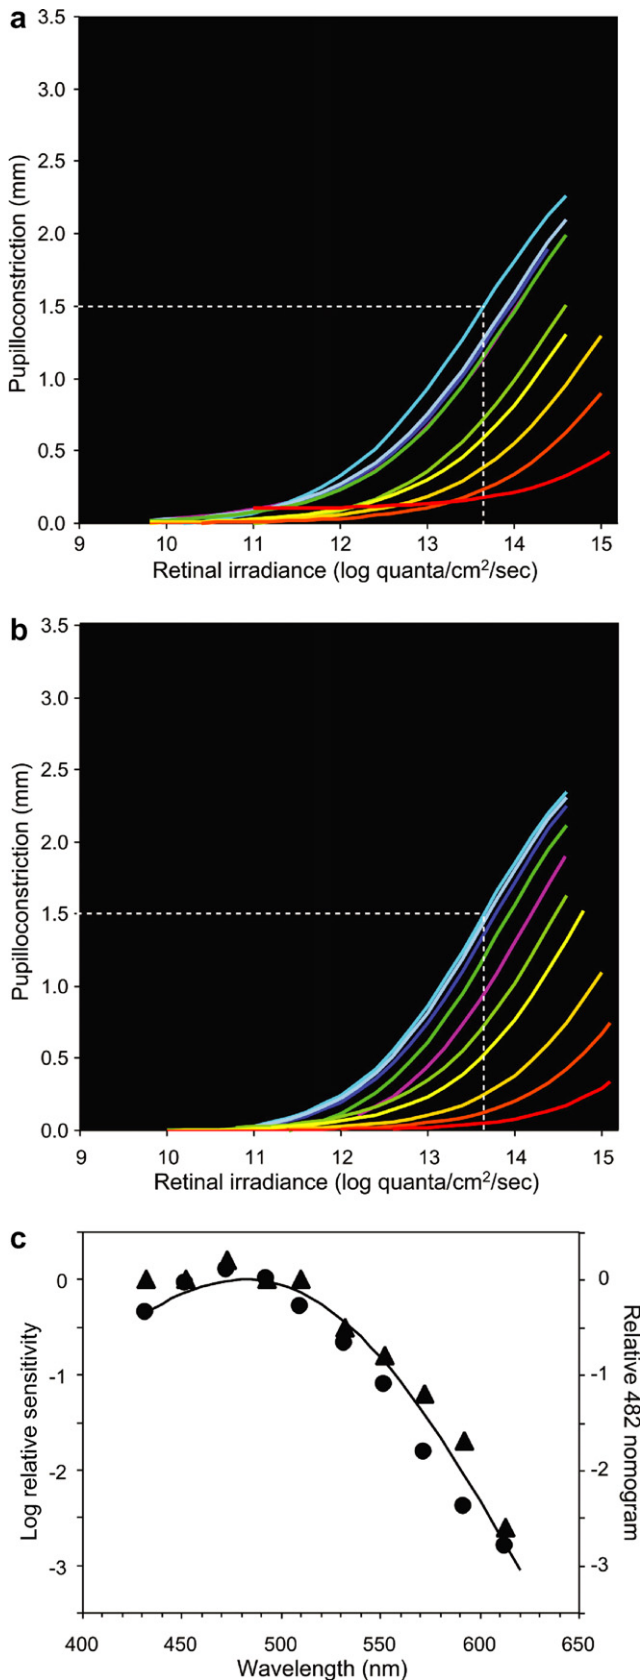 a
3.5
3.0
2.5
2.0
1.5
1.0
0.5
0.0
Pupilloconstriction (mm)
9 10 11 12 13 14 15
Retinal irradiance (log quanta/cm²/sec)
b
3.5
3.0
2.5
2.0
1.5
1.0
0.5
0.0
Pupilloconstriction (mm)
9 10 11 12 13 14 15
Retinal irradiance (log quanta/cm²/sec)
c
0
-1
-2
-3
Log relative sensitivity
0
-1
-2
-3
Relative 482 nomogram
400 450 500 550 600 650
Wavelength (nm)